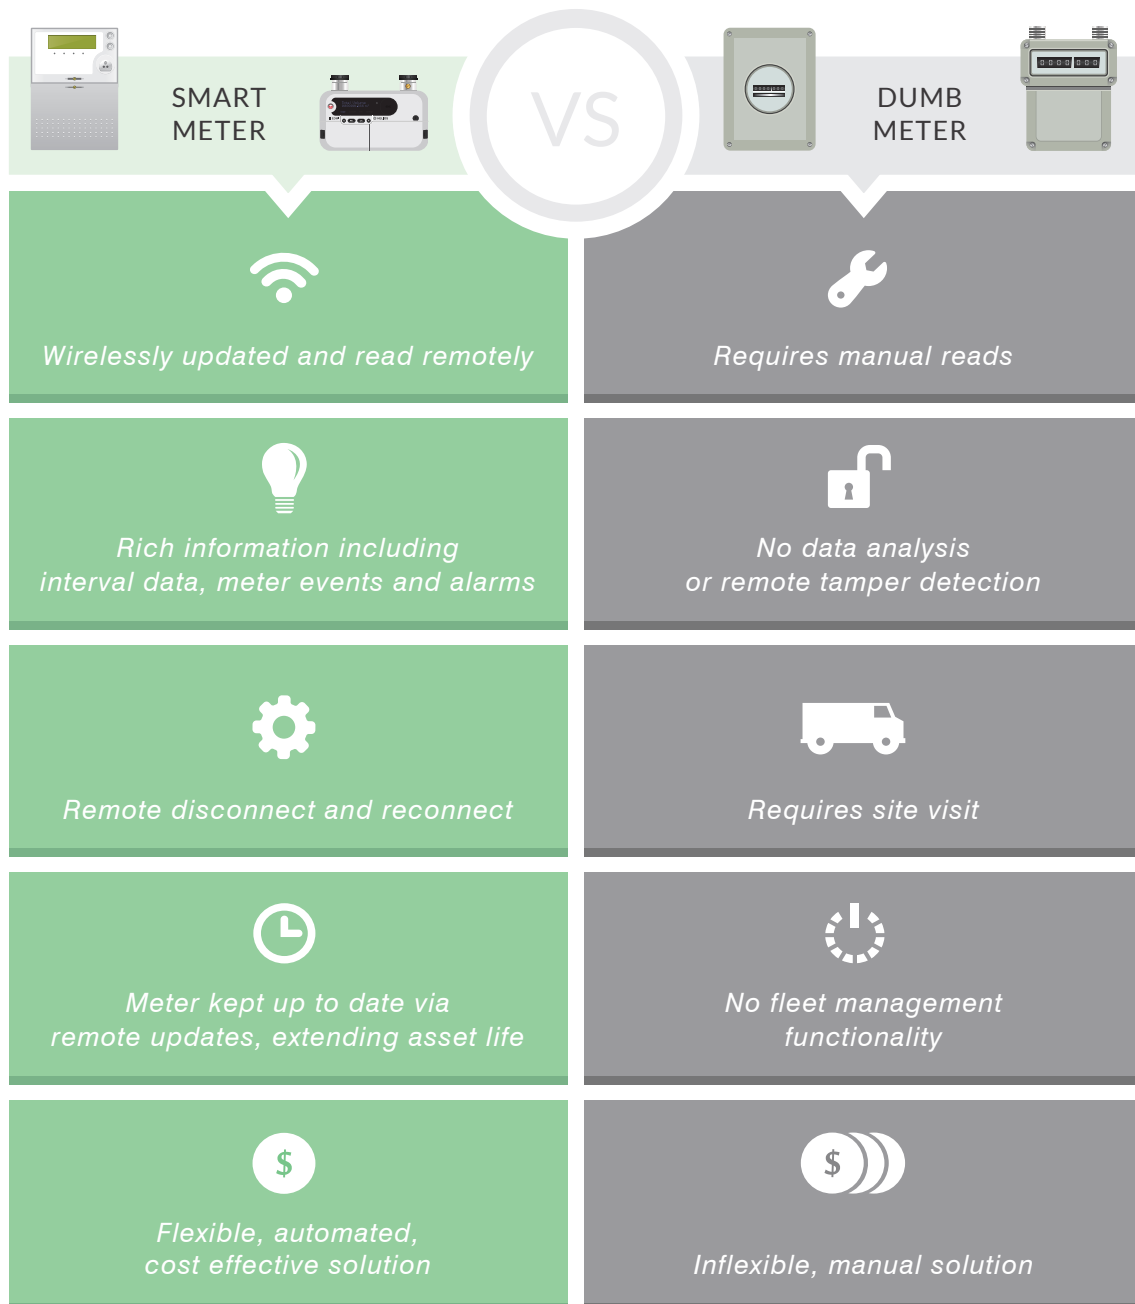 SMART
METER
VS
DUMB
METER
Wirelessly updated and read remotely
Requires manual reads
Rich information including
interval data, meter events and alarms
No data analysis
or remote tamper detection
Remote disconnect and reconnect
Requires site visit
Meter kept up to date via
remote updates, extending asset life
No fleet management
functionality
$
Flexible, automated,
cost effective solution
$
Inflexible, manual solution